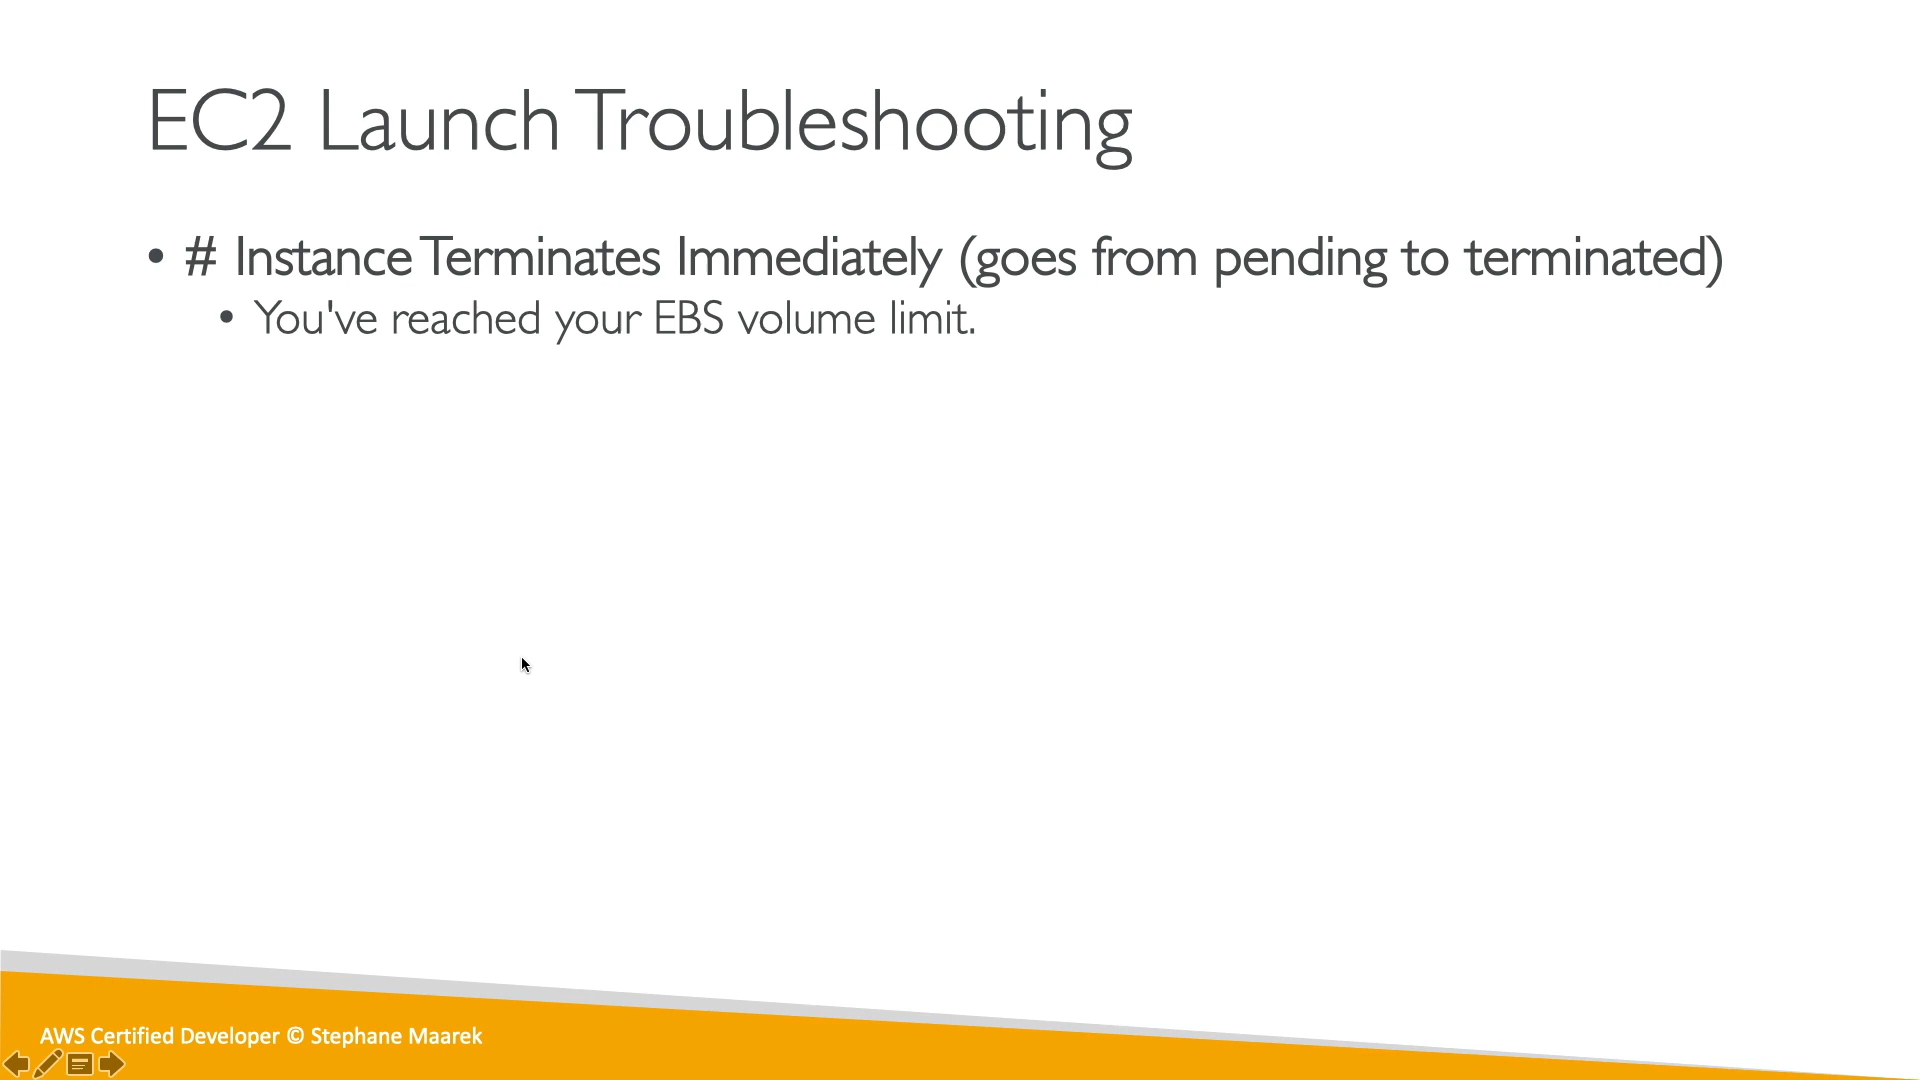 EC2 Launch Troubleshooting
• # Instance Terminates Immediately (goes from pending to terminated)
• You've reached your EBS volume limit.
AWS Certified Developer © Stephane Maarek